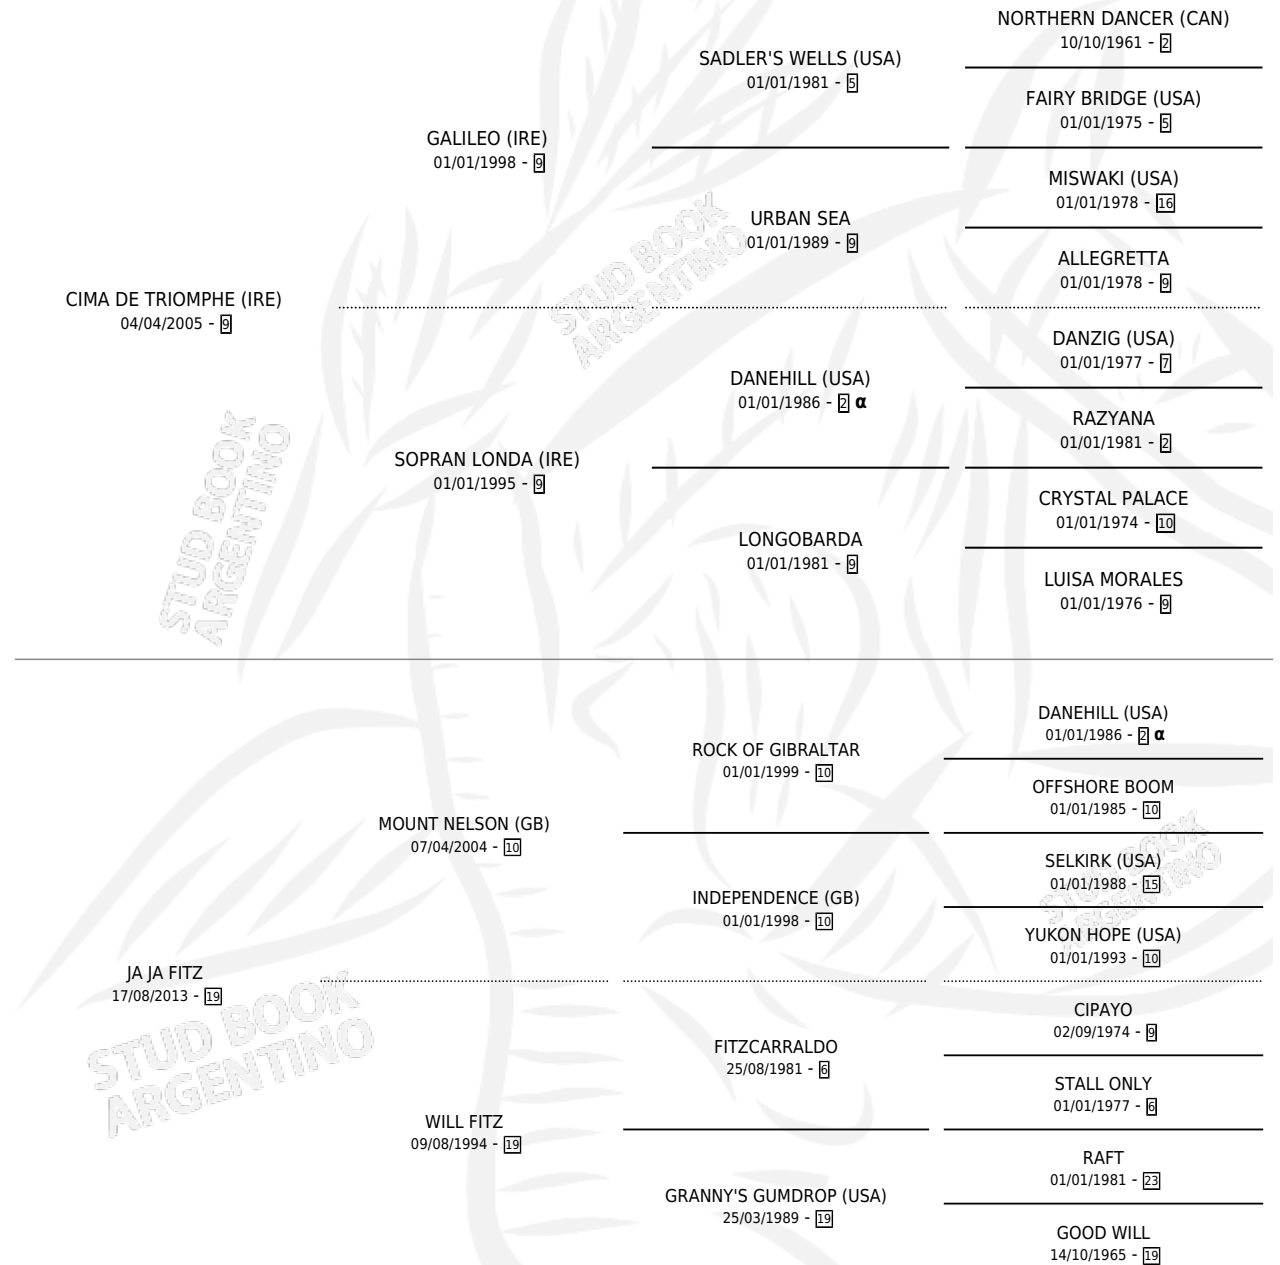 NORTHERN DANCER (CAN)
10/10/1961 - 2
SADLER'S WELLS (USA)
01/01/1981 - 5
FAIRY BRIDGE (USA)
01/01/1975 - 5
GALILEO (IRE)
01/01/1998 - 9
MISWAKI (USA)
01/01/1978 - 16
URBAN SEA
01/01/1989 - 9
ALLEGRETTA
01/01/1978 - 9
CIMA DE TRIOMPHE (IRE)
04/04/2005 - 9
DANZIG (USA)
01/01/1977 - 7
DANEHILL (USA)
01/01/1986 - 2 α
RAZYANA
01/01/1981 - 2
SOPRAN LONDA (IRE)
01/01/1995 - 9
CRYSTAL PALACE
01/01/1974 - 10
LONGOBARDA
01/01/1981 - 9
LUISA MORALES
01/01/1976 - 9
DANEHILL (USA)
01/01/1986 - 2 α
ROCK OF GIBRALTAR
01/01/1999 - 10
OFFSHORE BOOM
01/01/1985 - 10
MOUNT NELSON (GB)
07/04/2004 - 10
SELKIRK (USA)
01/01/1988 - 15
INDEPENDENCE (GB)
01/01/1998 - 10
YUKON HOPE (USA)
01/01/1993 - 10
JA JA FITZ
17/08/2013 - 19
CIPAYO
02/09/1974 - 9
FITZCARRALDO
25/08/1981 - 6
STALL ONLY
01/01/1977 - 6
WILL FITZ
09/08/1994 - 19
RAFT
01/01/1981 - 23
GRANNY'S GUMDROP (USA)
25/03/1989 - 19
GOOD WILL
14/10/1965 - 19
STUD BOOK
ARGENTINO
STUD BOOK
ARGENTINO
STUD BOOK
ARGENTINO
STUD BOOK
ARGENTINO